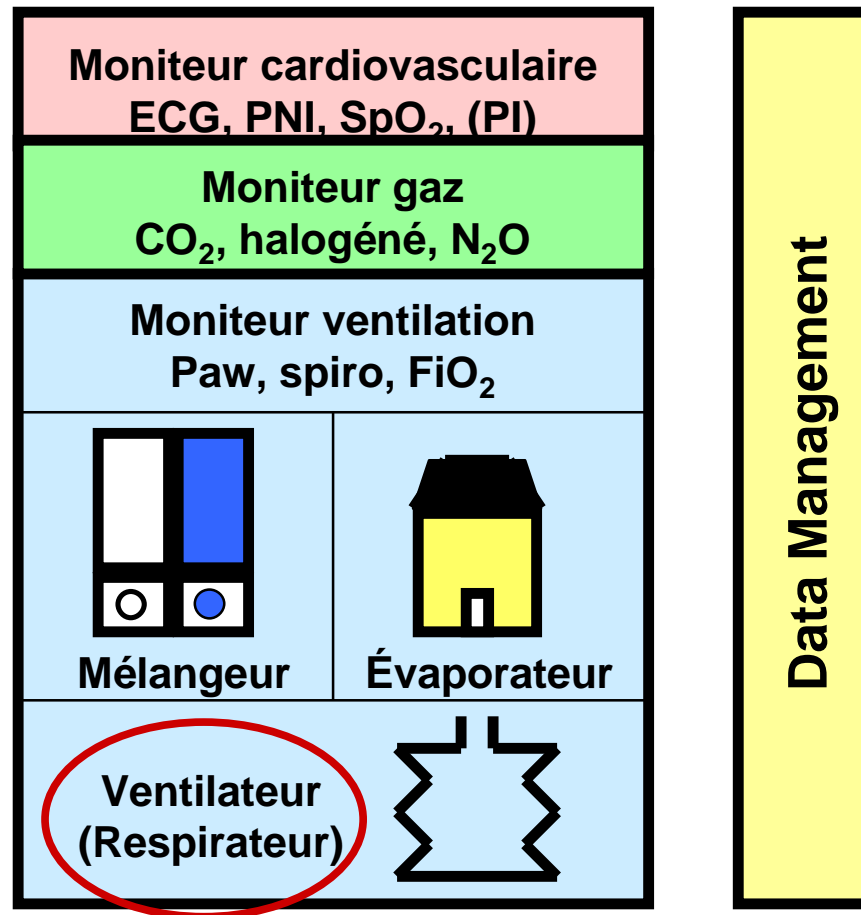 Moniteur cardiovasculaire
ECG, PNI, SpO₂, (PI)
Moniteur gaz
CO₂, halogéné, N₂O
Moniteur ventilation
Paw, spiro, FiO₂
Mélangeur
Évaporateur
Ventilateur
(Respirateur)
Data Management